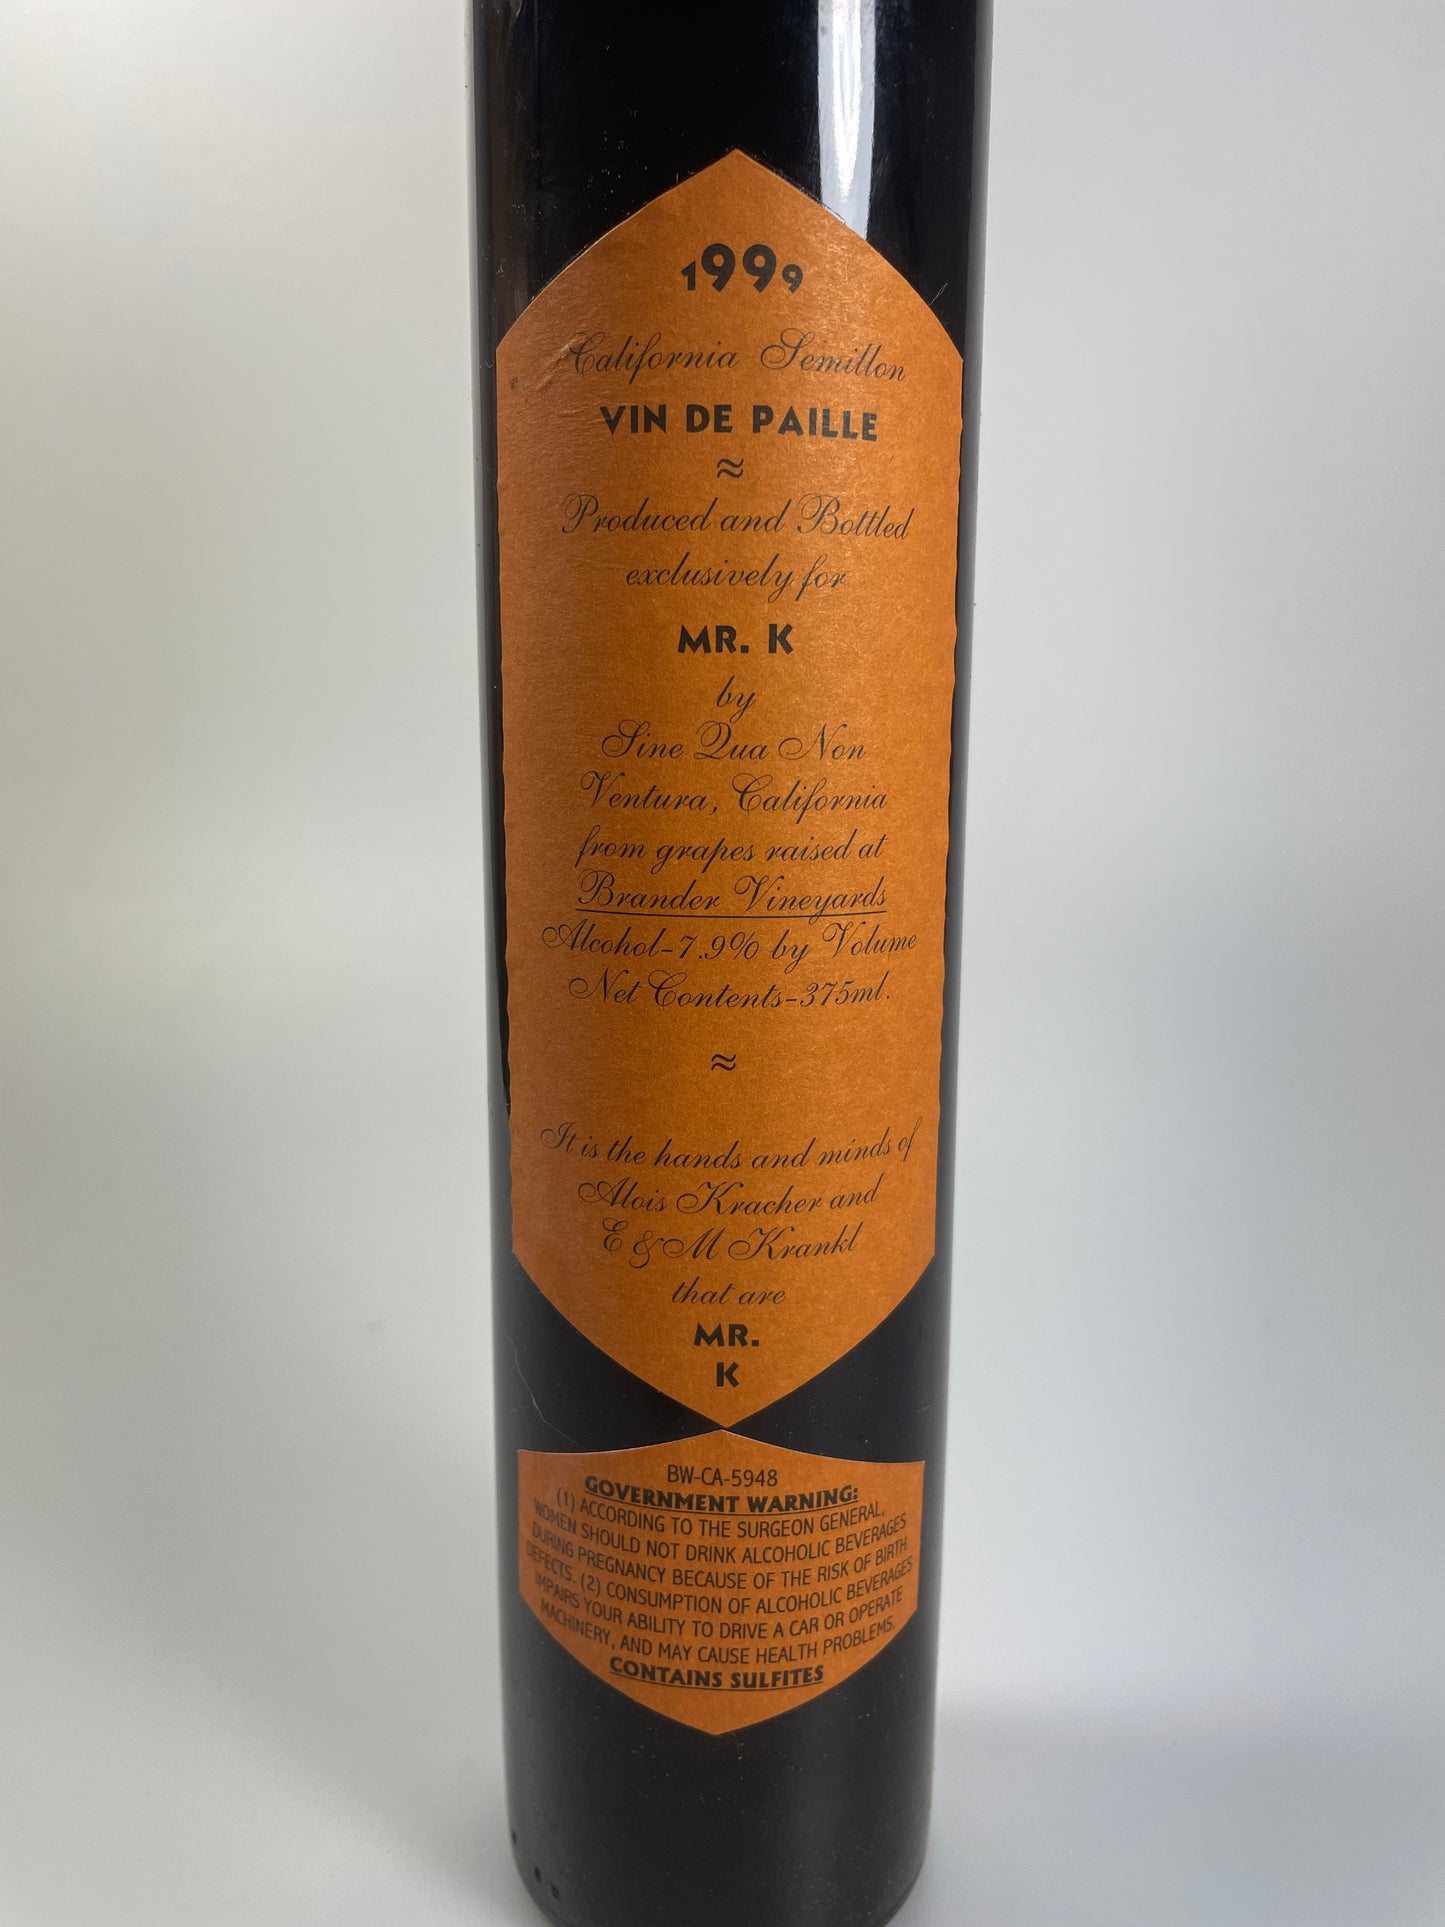 1999
California Semillon
VIN DE PAILLE
≈
Produced and Bottled
exclusively for
MR. K
by
Sine Qua Non
Ventura, California
from grapes raised at
Brander Vineyards
Alcohol-7.9% by Volume
Net Contents-375ml.
≈
It is the hands and minds of
Alois Kracher and
E & M Krankl
that are
MR.
K
BW-CA-5948
GOVERNMENT WARNING:
(1) ACCORDING TO THE SURGEON GENERAL,
WOMEN SHOULD NOT DRINK ALCOHOLIC BEVERAGES
DURING PREGNANCY BECAUSE OF THE RISK OF BIRTH
DEFECTS. (2) CONSUMPTION OF ALCOHOLIC BEVERAGES
IMPAIRS YOUR ABILITY TO DRIVE A CAR OR OPERATE
MACHINERY, AND MAY CAUSE HEALTH PROBLEMS.
CONTAINS SULFITES